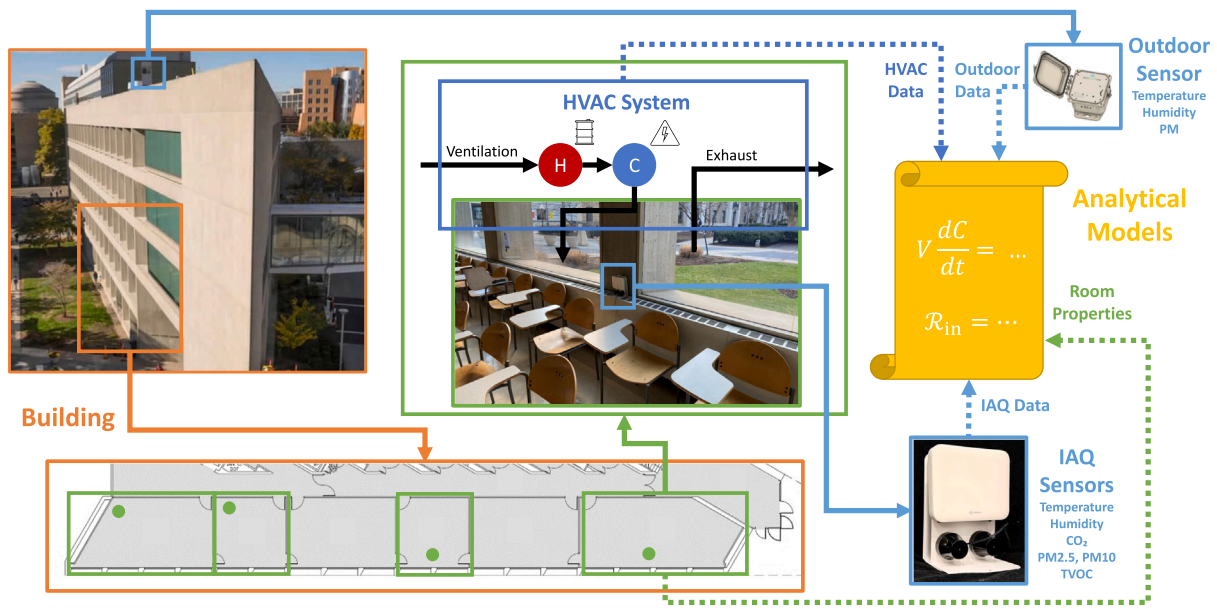 Outdoor
Sensor
Temperature
Humidity
PM
HVAC
Data
Outdoor
Data
HVAC System
Ventilation
H
C
Exhaust
Analytical
Models
V dC/dt = ...
ℛin = ⋯
Room
Properties
IAQ Data
Building
IAQ
Sensors
Temperature
Humidity
CO₂
PM2.5, PM10
TVOC